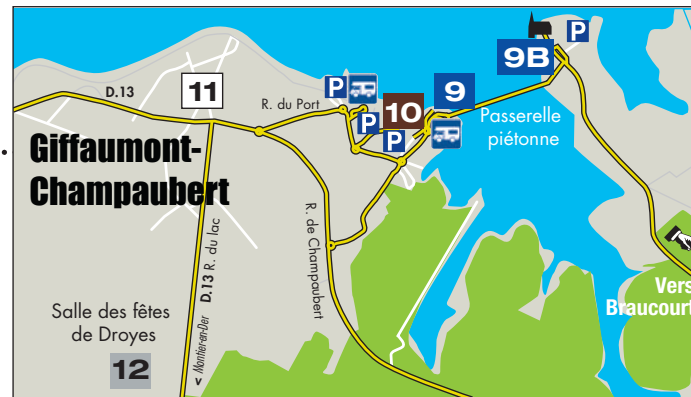 P
9B
D.13
11
P
9
R. du Port
10
P
P
Passerelle
piétonne
Giffaumont-
Champaubert
R. de Champaubert
D.13 R. du lac
< Montier-en-Der
Vers
Braucourt
Salle des fêtes
de Droyes
12